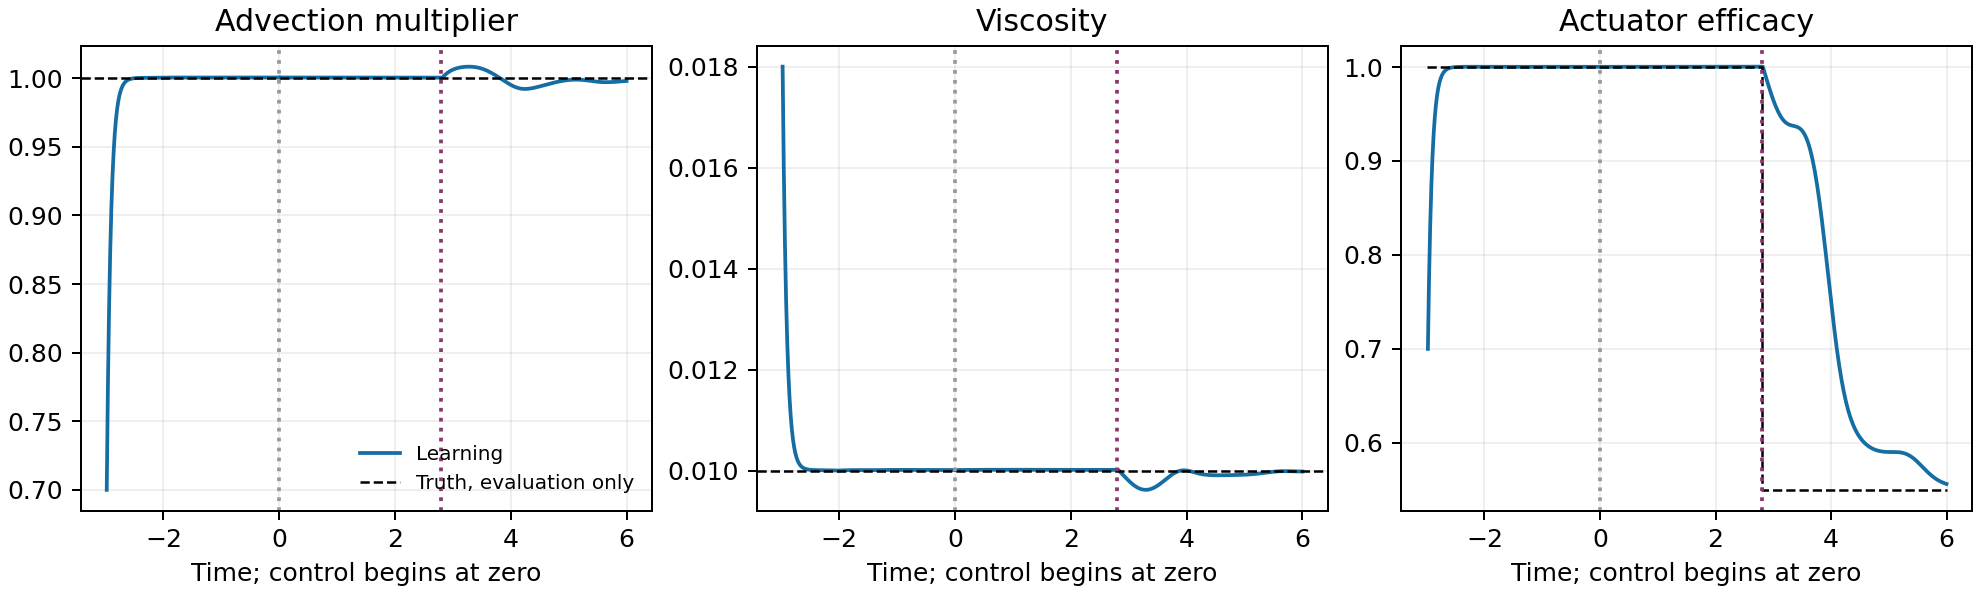 Advection multiplier
1.00
0.95
0.90
0.85
0.80
0.75
0.70
Learning
Truth, evaluation only
−2 0 2 4 6
Time; control begins at zero
Viscosity
0.018
0.016
0.014
0.012
0.010
−2 0 2 4 6
Time; control begins at zero
Actuator efficacy
1.0
0.9
0.8
0.7
0.6
−2 0 2 4 6
Time; control begins at zero